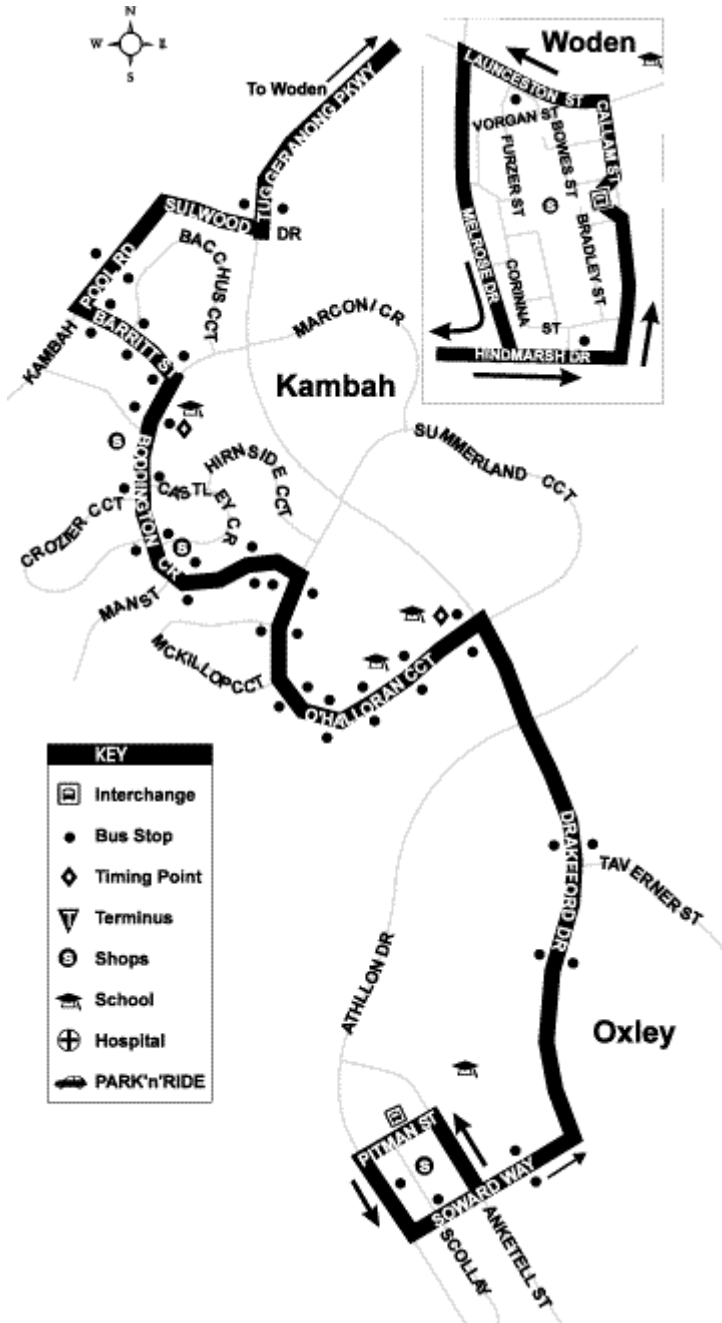 N
W
E
S
To Woden
TUGGERANONG PKWY
SULWOOD
DR
POOL RD
BACCHUS CCT
BARRITT ST
KAMBAH
MARCONI CR
Kambah
SUMMERLAND CCT
HIRNSIDE CCT
BODDINGTON CR
CASTLEY CR
CROZIER CCT
S
S
MAN ST
MCKILLOP CCT
O'HALLORAN CCT
Woden
LAUNCESTON ST
CALLAM ST
VORGAN ST
BOWES ST
FURZER ST
S
BRADLEY ST
MELROSE DR
CORINNA
ST
HINDMARSH DR
KEY
Interchange
Bus Stop
Timing Point
T Terminus
S Shops
School
Hospital
PARK'n'RIDE
DRAKEFORD DR
TAVERNER ST
ATHLLON DR
Oxley
PITMAN ST
S
SOWARD WAY
ANKETELL ST
SCOLLAY